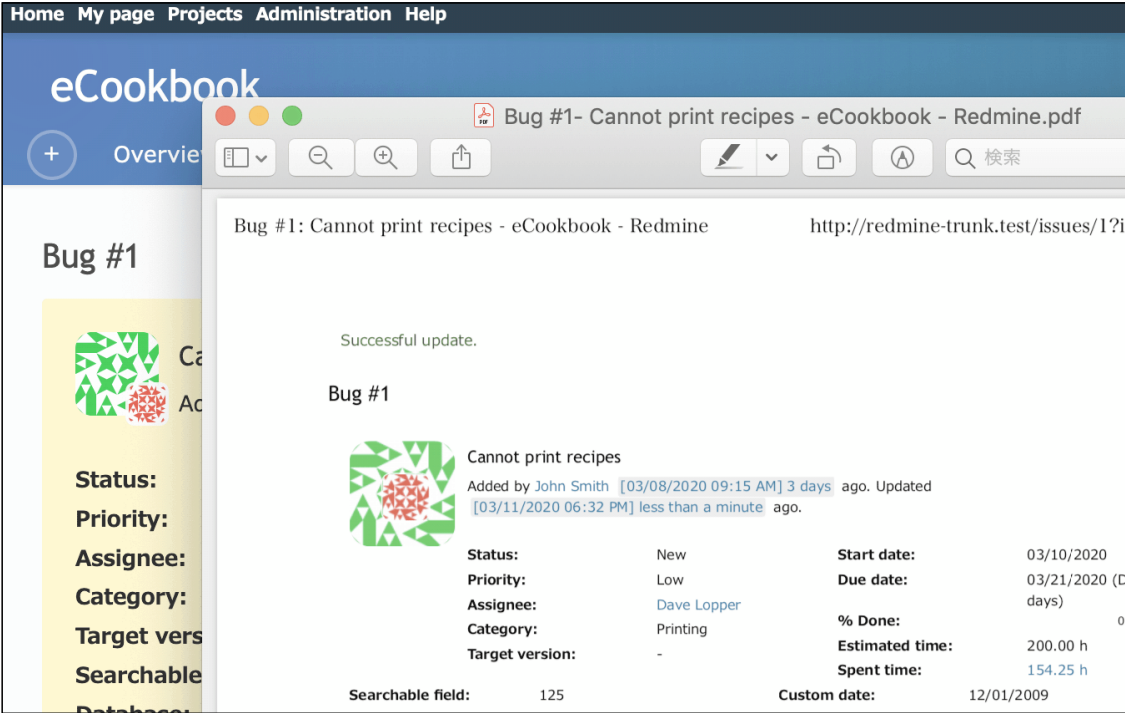 Home My page Projects Administration Help
eCookbook
+ Overvie
Bug #1
Ca
Ad
Status:
Priority:
Assignee:
Category:
Target vers
Searchable
Database:
PDF Bug #1- Cannot print recipes - eCookbook - Redmine.pdf
検索
Bug #1: Cannot print recipes - eCookbook - Redmine http://redmine-trunk.test/issues/1?i
Successful update.
Bug #1
Cannot print recipes
Added by John Smith [03/08/2020 09:15 AM] 3 days ago. Updated
[03/11/2020 06:32 PM] less than a minute ago.
Status: New Start date: 03/10/2020
Priority: Low Due date: 03/21/2020 (D
days)
Assignee: Dave Lopper
% Done: 0
Category: Printing
Estimated time: 200.00 h
Target version: -
Spent time: 154.25 h
Searchable field: 125 Custom date: 12/01/2009